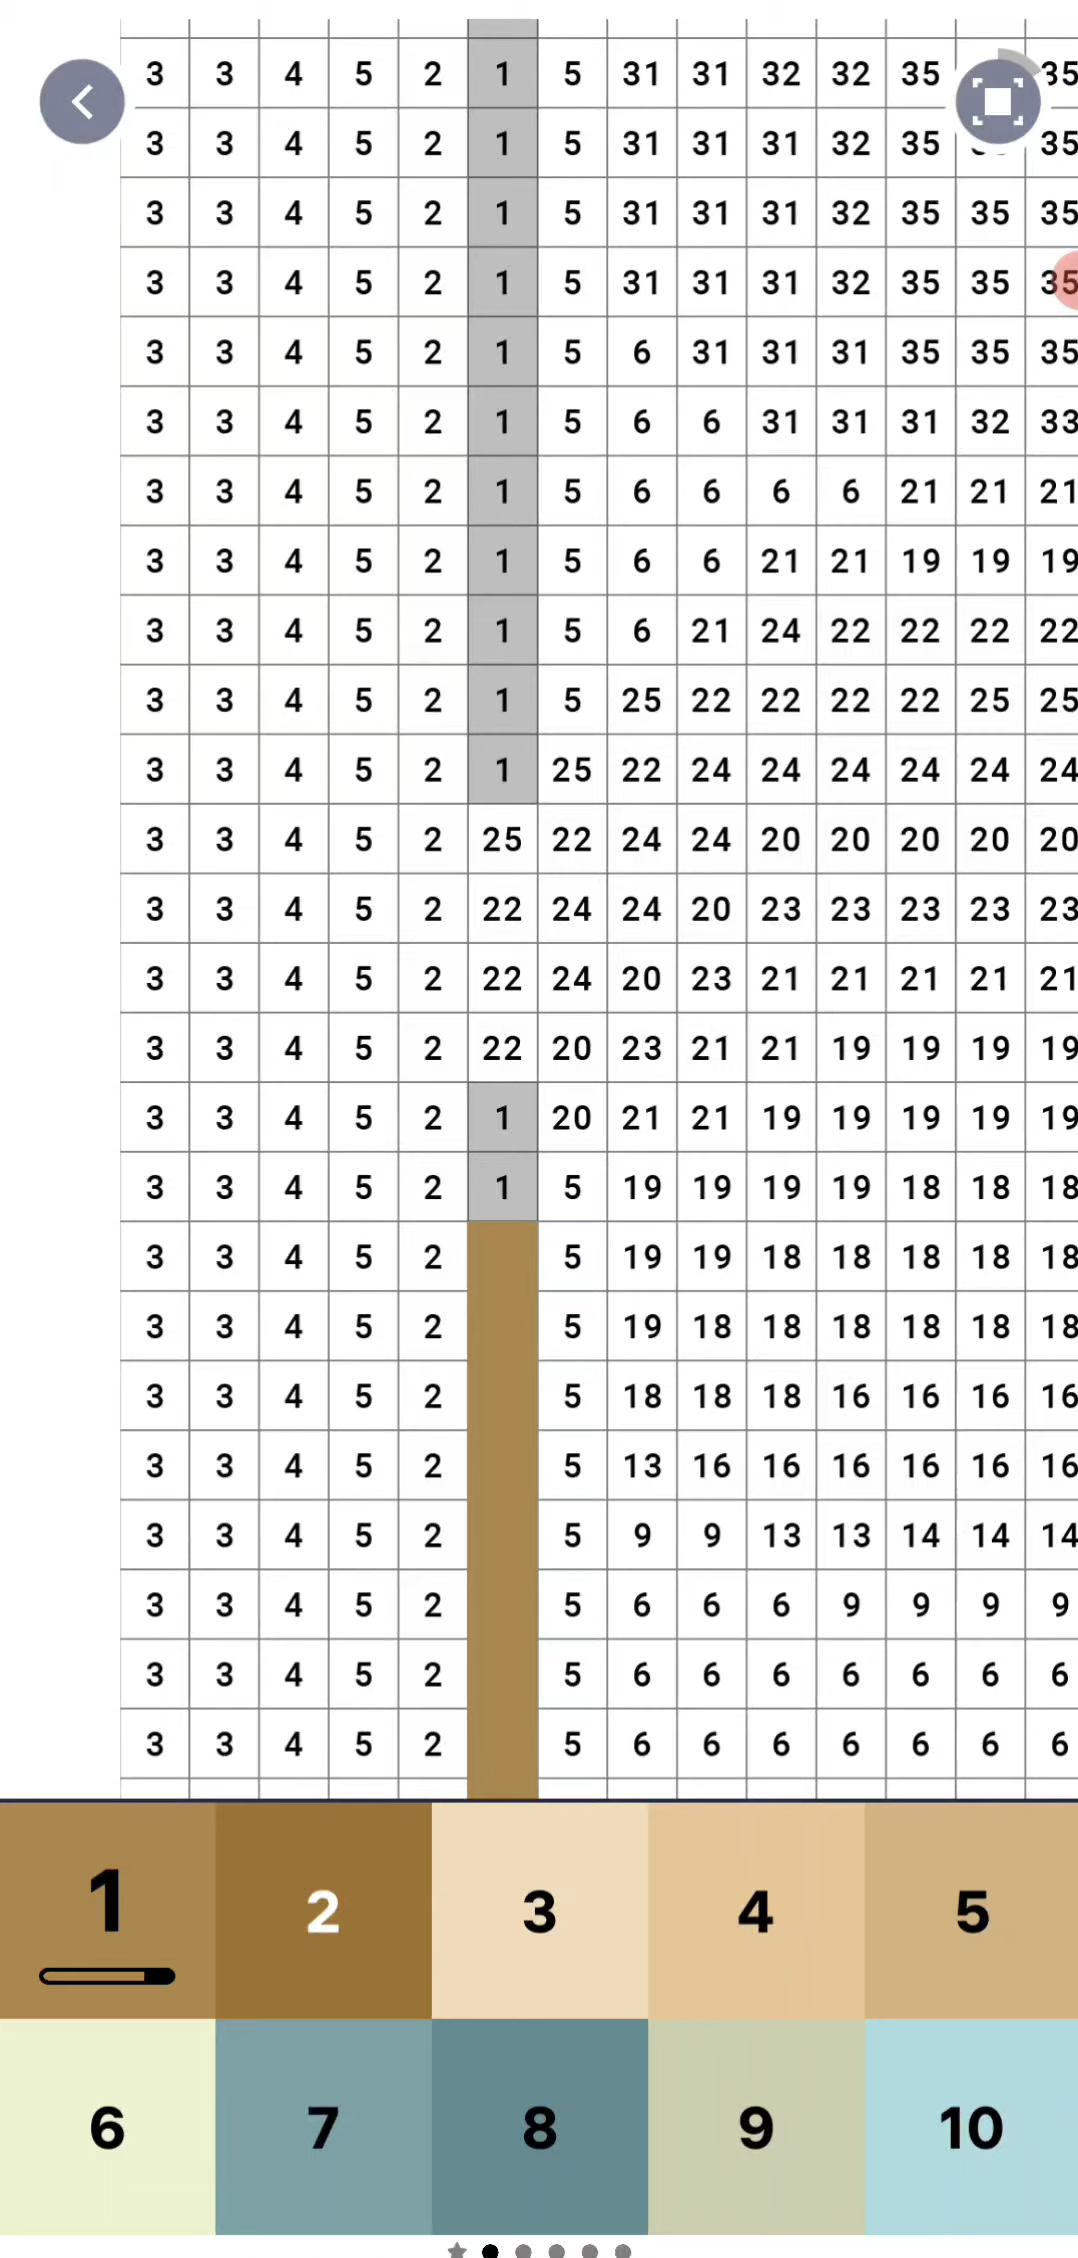 3 3 4 5 2 1 5 31 31 32 32 35 35
3 3 4 5 2 1 5 31 31 31 32 35 35
3 3 4 5 2 1 5 31 31 31 32 35 35 35
3 3 4 5 2 1 5 31 31 31 32 35 35 35
3 3 4 5 2 1 5 6 31 31 31 35 35 35
3 3 4 5 2 1 5 6 6 31 31 31 32 33
3 3 4 5 2 1 5 6 6 6 6 21 21 21
3 3 4 5 2 1 5 6 6 21 21 19 19 19
3 3 4 5 2 1 5 6 21 24 22 22 22 22
3 3 4 5 2 1 5 25 22 22 22 22 25 25
3 3 4 5 2 1 25 22 24 24 24 24 24 24
3 3 4 5 2 25 22 24 24 20 20 20 20 20
3 3 4 5 2 22 24 24 20 23 23 23 23 23
3 3 4 5 2 22 24 20 23 21 21 21 21 21
3 3 4 5 2 22 20 23 21 21 19 19 19 19
3 3 4 5 2 1 20 21 21 19 19 19 19 19
3 3 4 5 2 1 5 19 19 19 19 18 18 18
3 3 4 5 2 5 19 19 18 18 18 18 18
3 3 4 5 2 5 19 18 18 18 18 18 18
3 3 4 5 2 5 18 18 18 16 16 16 16
3 3 4 5 2 5 13 16 16 16 16 16 16
3 3 4 5 2 5 9 9 13 13 14 14 14
3 3 4 5 2 5 6 6 6 9 9 9 9
3 3 4 5 2 5 6 6 6 6 6 6 6
3 3 4 5 2 5 6 6 6 6 6 6 6
1 2 3 4 5
6 7 8 9 10